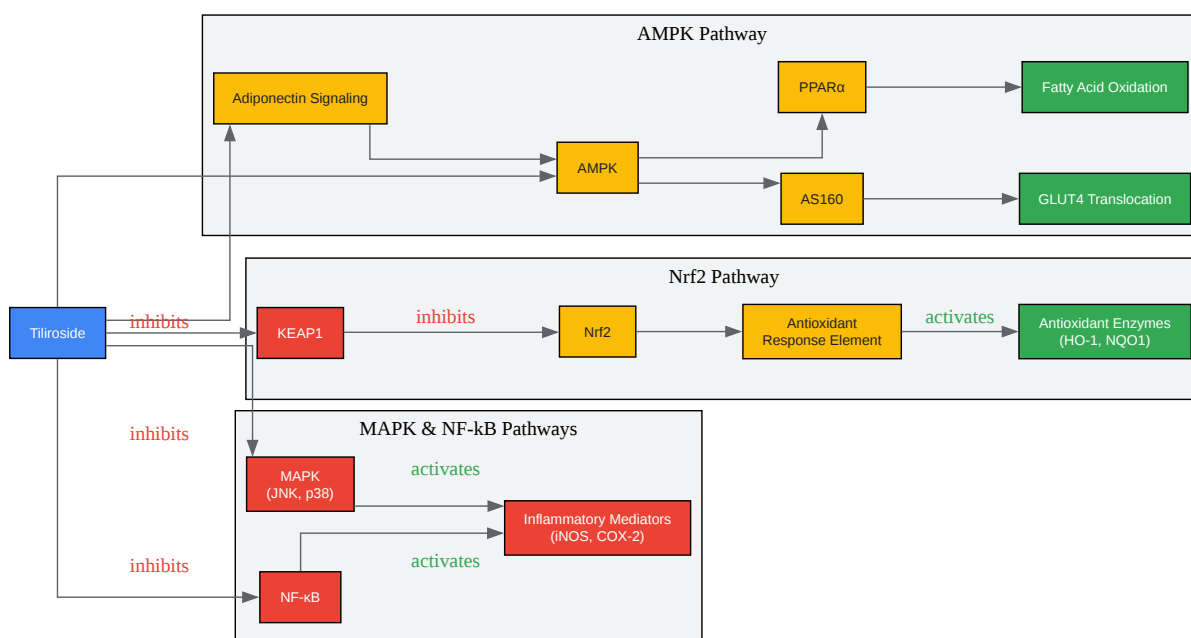 AMPK Pathway
Adiponectin Signaling
PPARα
Fatty Acid Oxidation
AMPK
AS160
GLUT4 Translocation
Nrf2 Pathway
Tiliroside
inhibits
KEAP1
inhibits
Nrf2
Antioxidant
Response Element
activates
Antioxidant Enzymes
(HO-1, NQO1)
inhibits
MAPK & NF-kB Pathways
MAPK
(JNK, p38)
activates
Inflammatory Mediators
(iNOS, COX-2)
inhibits
activates
NF-κB